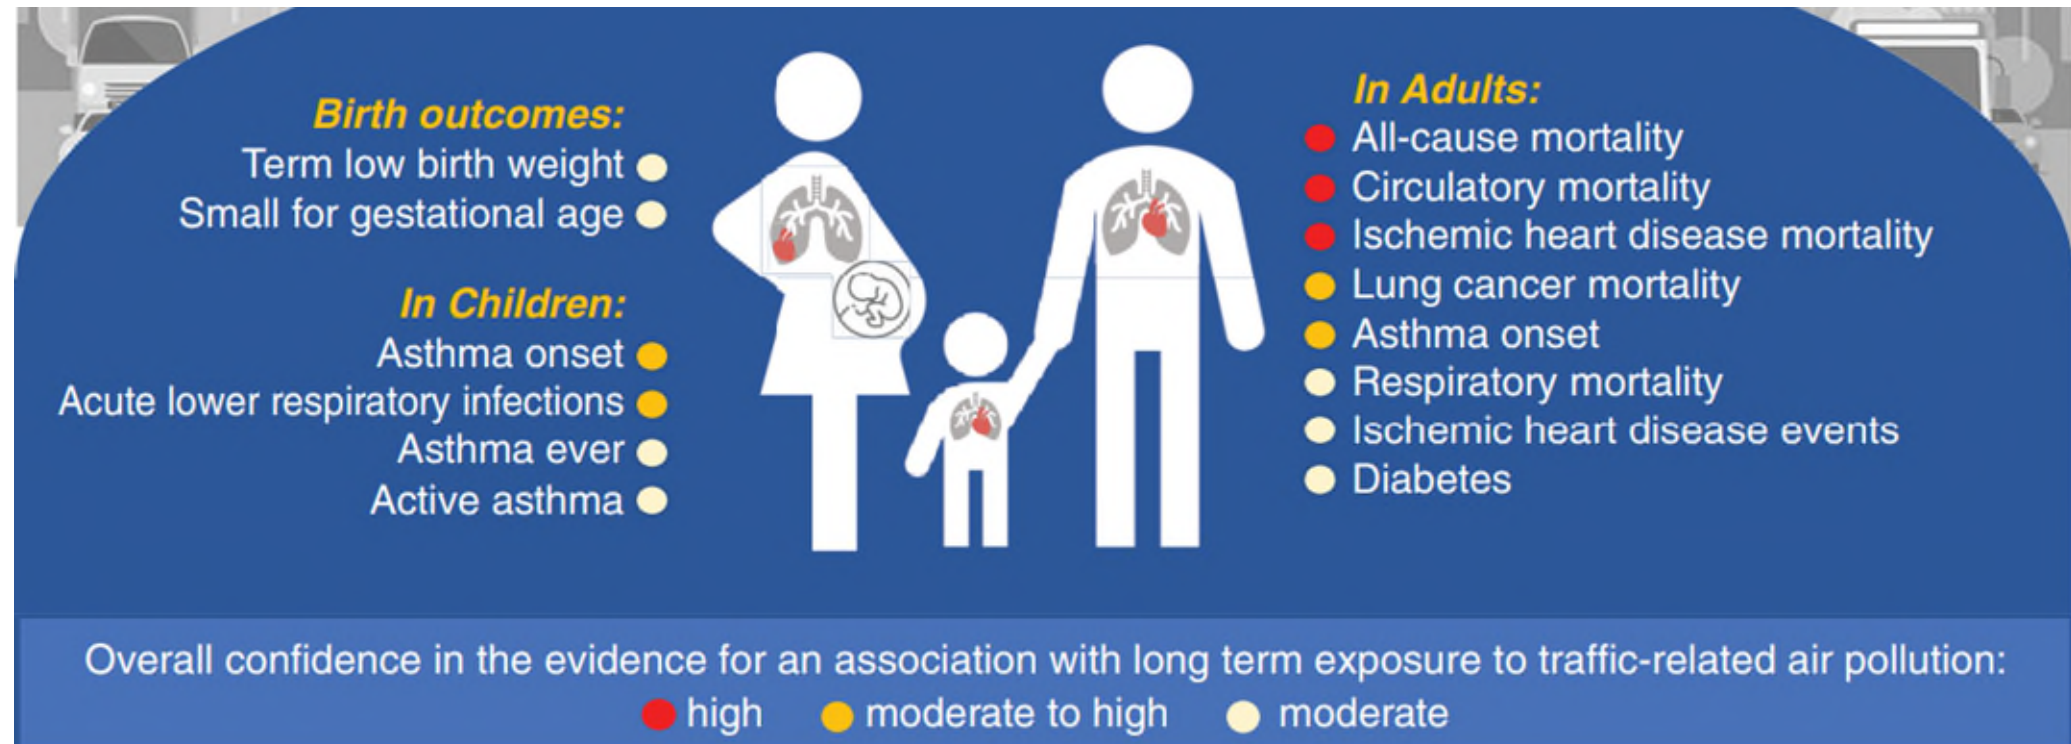 Birth outcomes:
Term low birth weight
Small for gestational age
In Children:
Asthma onset
Acute lower respiratory infections
Asthma ever
Active asthma
In Adults:
All-cause mortality
Circulatory mortality
Ischemic heart disease mortality
Lung cancer mortality
Asthma onset
Respiratory mortality
Ischemic heart disease events
Diabetes
Overall confidence in the evidence for an association with long term exposure to traffic-related air pollution:
high moderate to high moderate